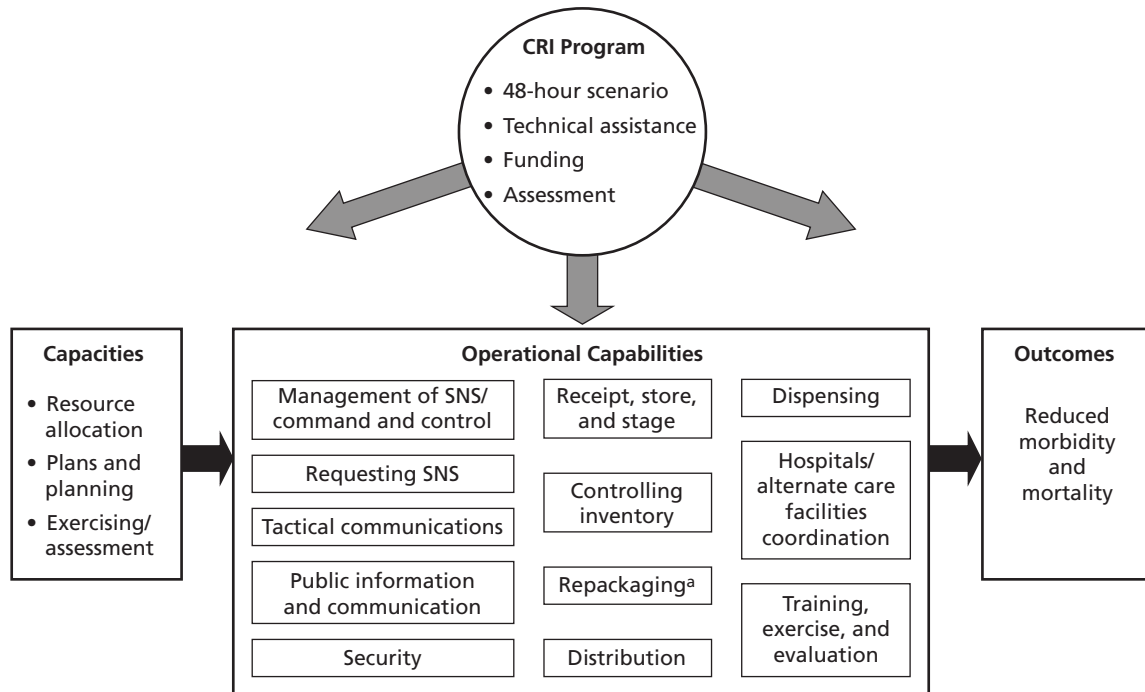 CRI Program
• 48-hour scenario
• Technical assistance
• Funding
• Assessment
Capacities
• Resource
allocation
• Plans and
planning
• Exercising/
assessment
Operational Capabilities
Management of SNS/
command and control
Requesting SNS
Tactical communications
Public information
and communication
Security
Receipt, store,
and stage
Controlling
inventory
Repackagingª
Distribution
Dispensing
Hospitals/
alternate care
facilities
coordination
Training,
exercise, and
evaluation
Outcomes
Reduced
morbidity
and
mortality